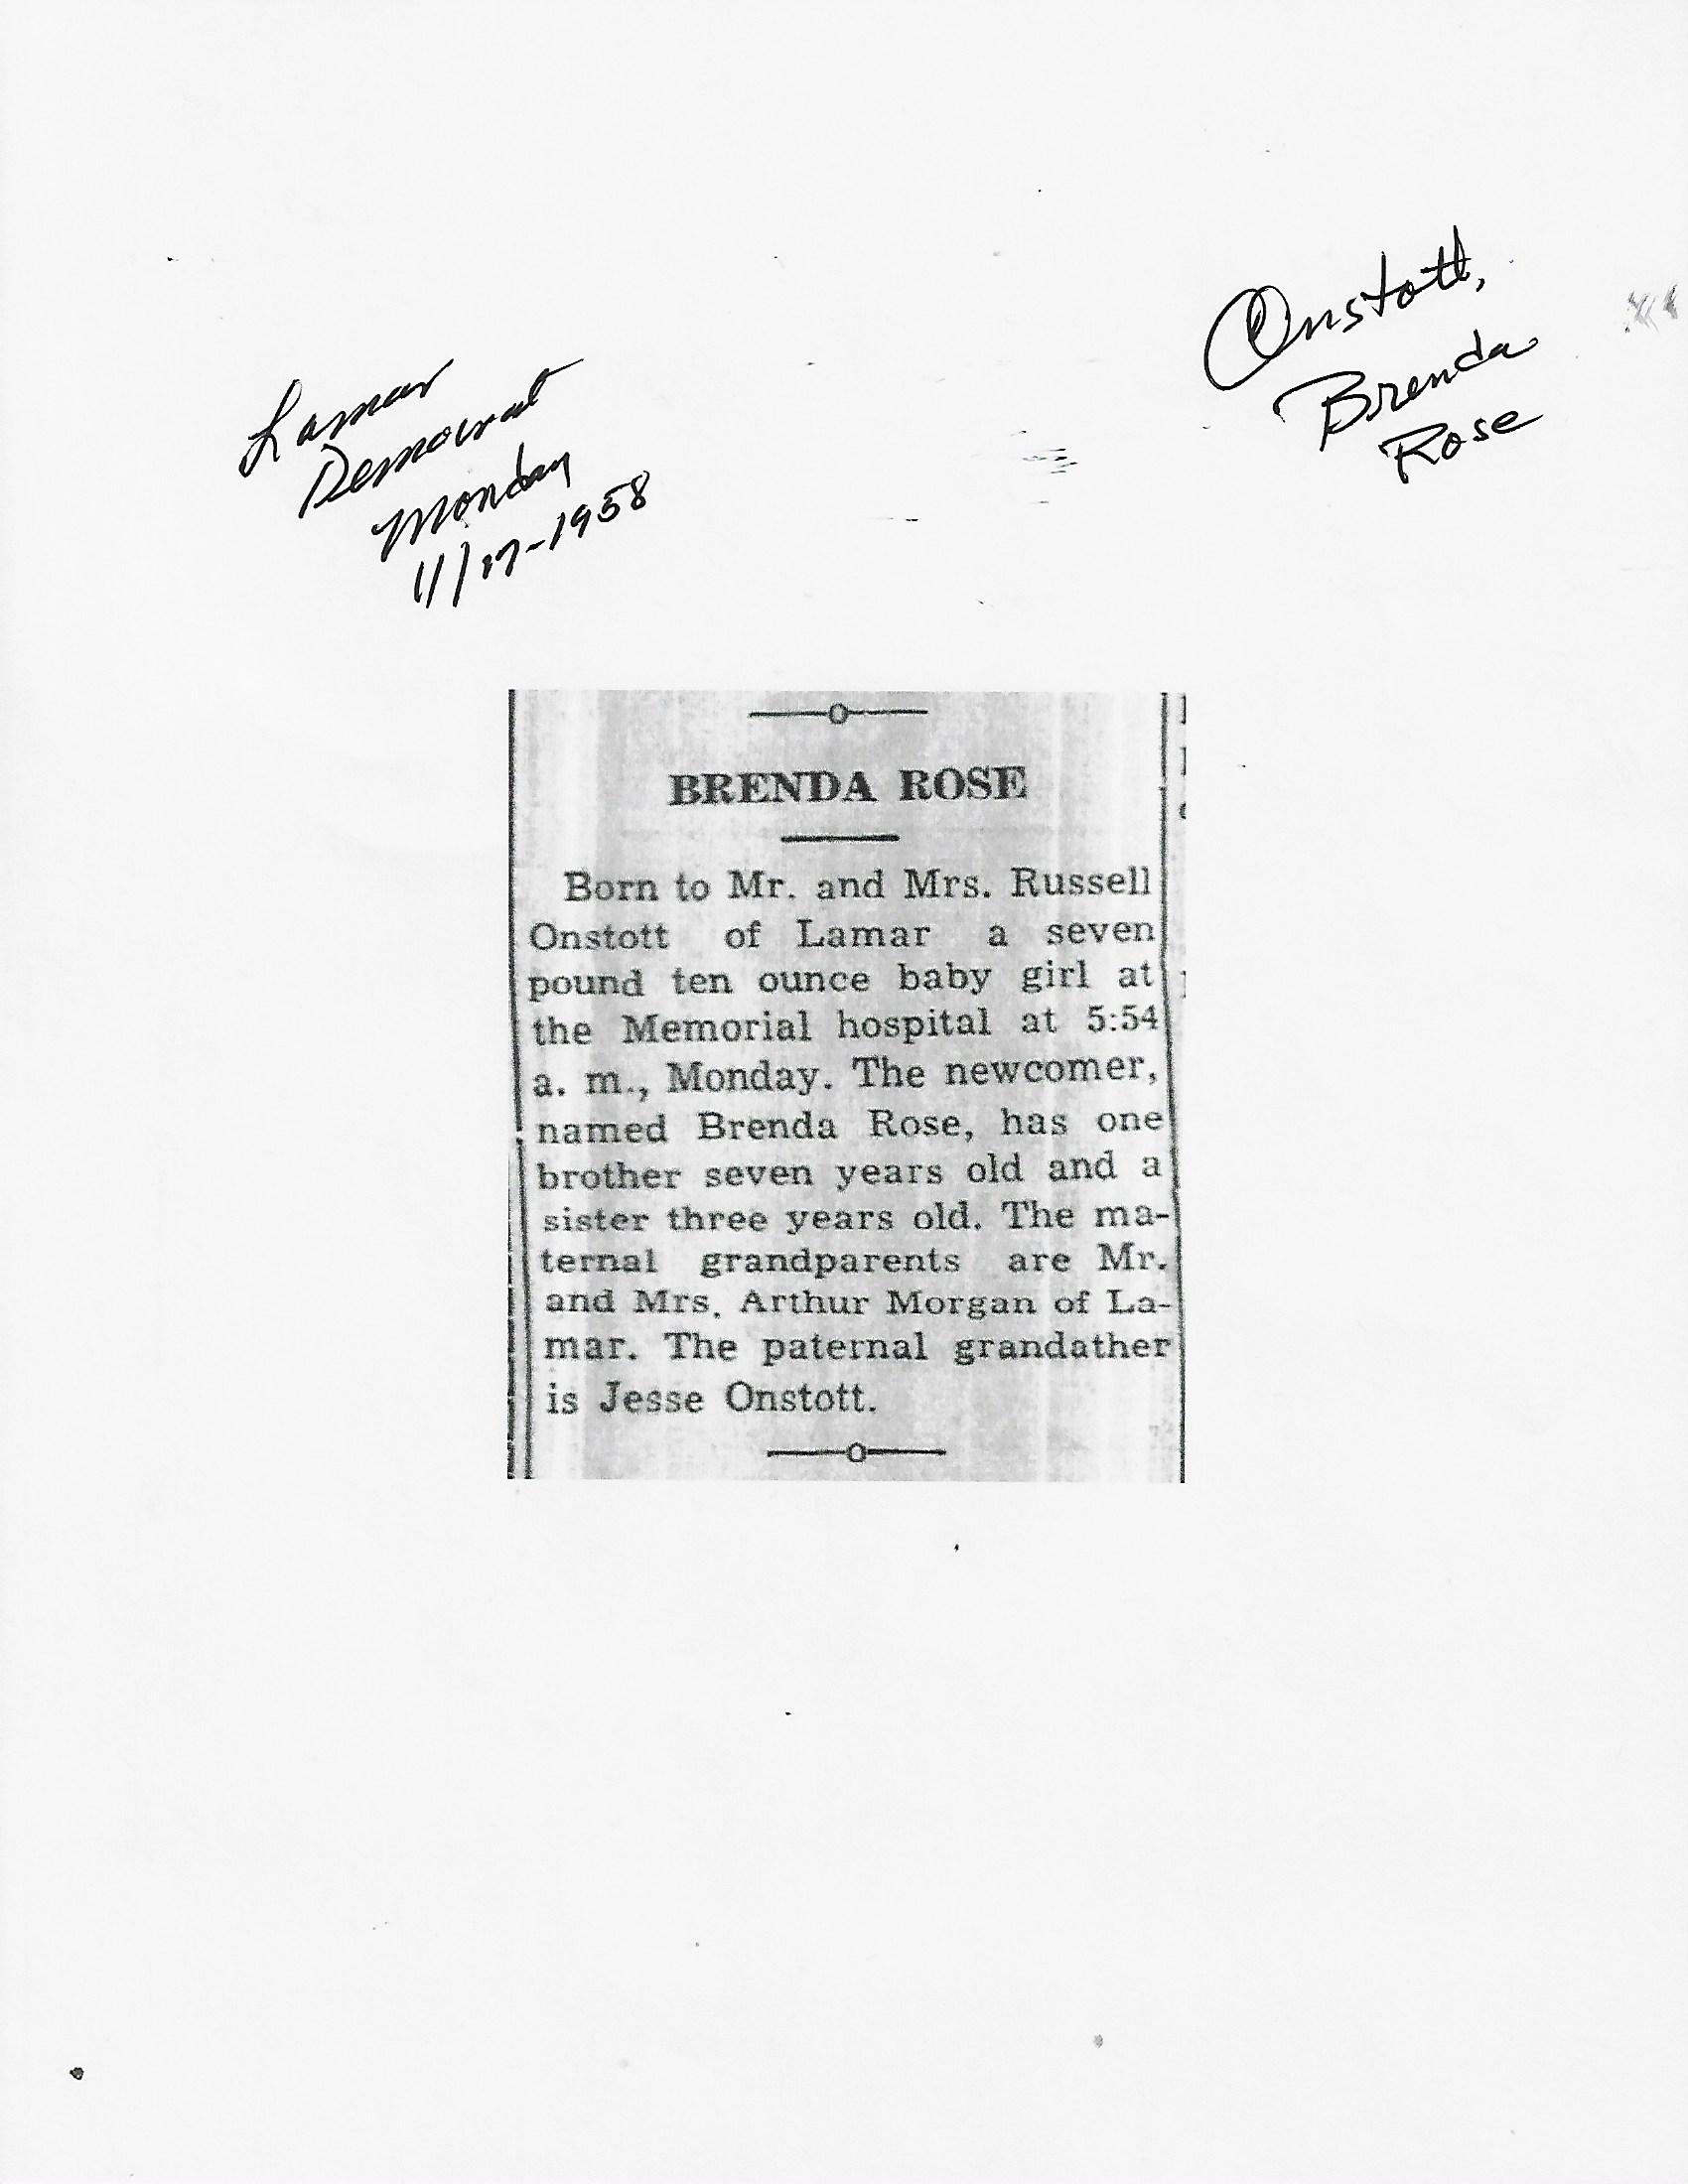 Onstott,
Brenda
Rose
Lamar
Democrat
Monday
11/17-1958
BRENDA ROSE
Born to Mr. and Mrs. Russell
Onstott of Lamar a seven
pound ten ounce baby girl at
the Memorial hospital at 5:54
a. m., Monday. The newcomer,
named Brenda Rose, has one
brother seven years old and a
sister three years old. The ma-
ternal grandparents are Mr.
and Mrs. Arthur Morgan of La-
mar. The paternal grandather
is Jesse Onstott.